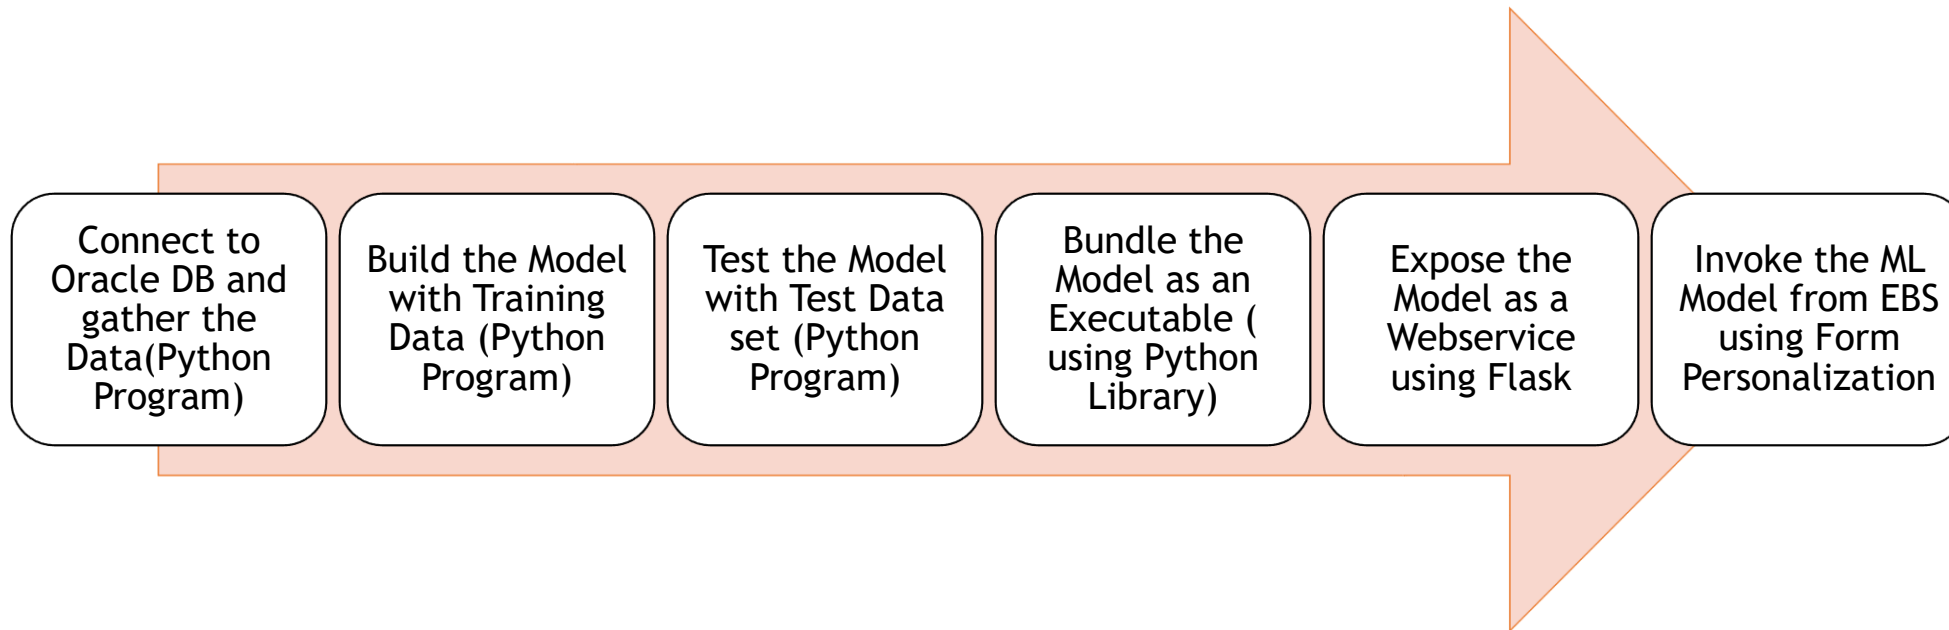 Connect to
Oracle DB and
gather the
Data(Python
Program)
Build the Model
with Training
Data (Python
Program)
Test the Model
with Test Data
set (Python
Program)
Bundle the
Model as an
Executable (
using Python
Library)
Expose the
Model as a
Webservice
using Flask
Invoke the ML
Model from EBS
using Form
Personalization